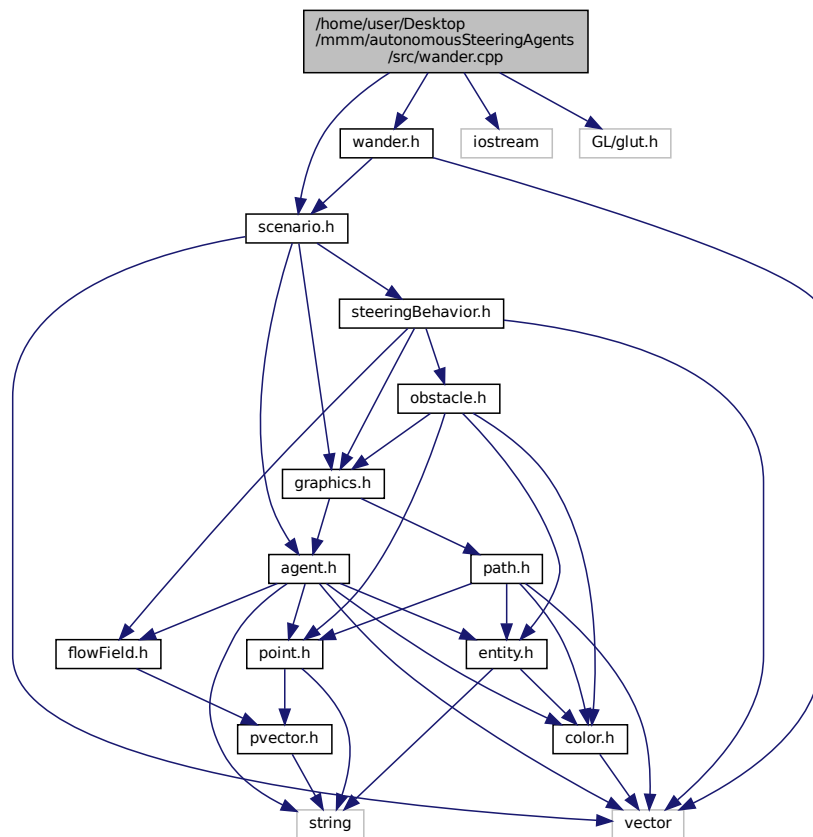 /home/user/Desktop
/mmm/autonomousSteeringAgents
/src/wander.cpp
wander.h
iostream
GL/glut.h
scenario.h
steeringBehavior.h
obstacle.h
graphics.h
agent.h
path.h
flowField.h
point.h
entity.h
pvector.h
color.h
string
vector